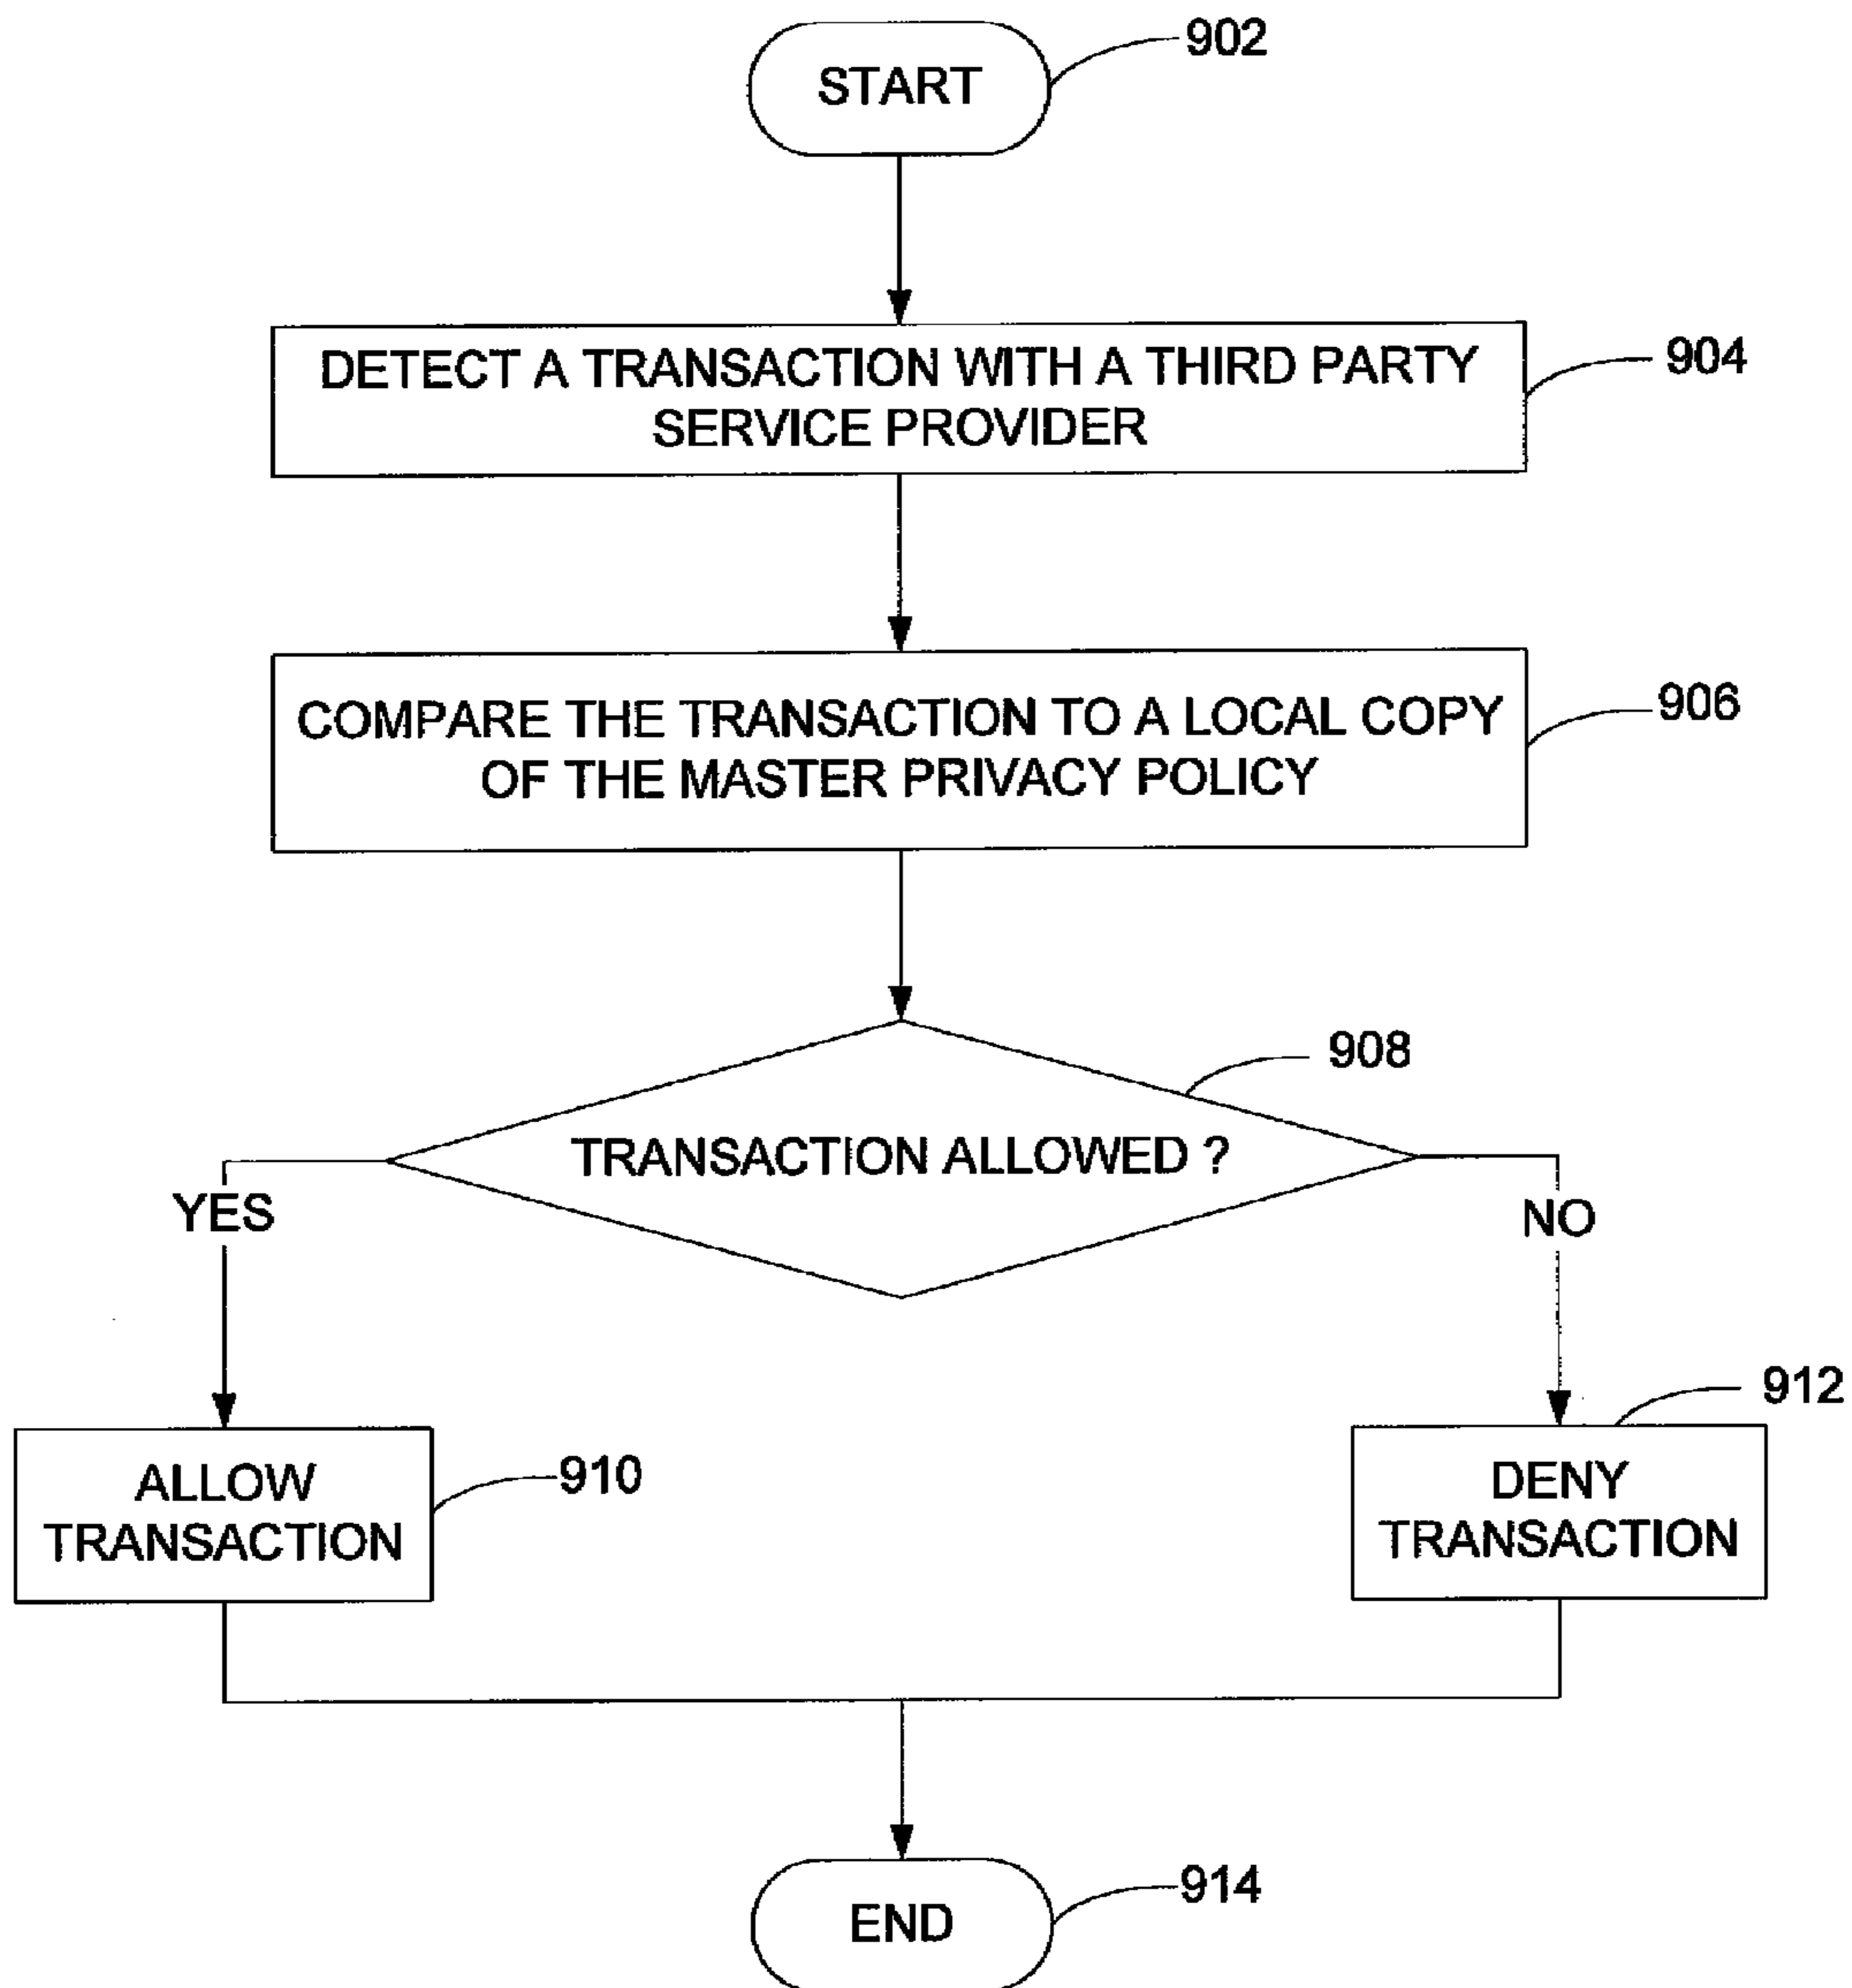 START
902
DETECT A TRANSACTION WITH A THIRD PARTY
SERVICE PROVIDER
904
COMPARE THE TRANSACTION TO A LOCAL COPY
OF THE MASTER PRIVACY POLICY
906
908
TRANSACTION ALLOWED ?
YES
NO
ALLOW
TRANSACTION
910
912
DENY
TRANSACTION
END
914